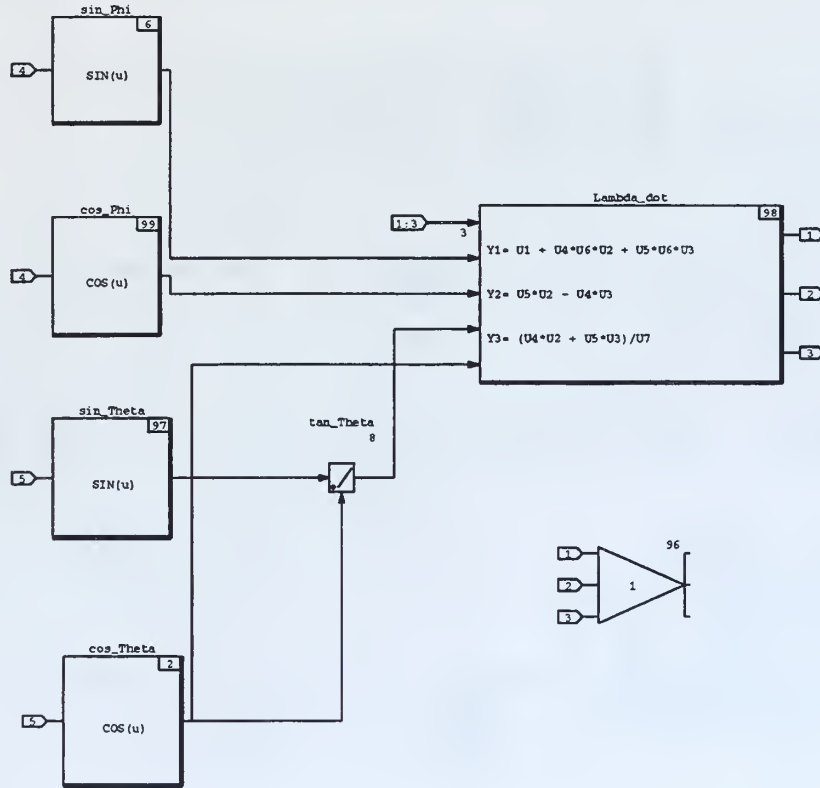 sin_Phi
6
4
SIN(u)
cos_Phi
99
4
COS(u)
Lambda_dot
98
1:3
3
Y1= U1 + U4*U6*U2 + U5*U6*U3
Y2= U5*U2 - U4*U3
Y3= (U4*U2 + U5*U3)/U7
1
2
3
sin_Theta
97
5
SIN(u)
tan_Theta
8
96
1
2
3
1
cos_Theta
2
5
COS(u)